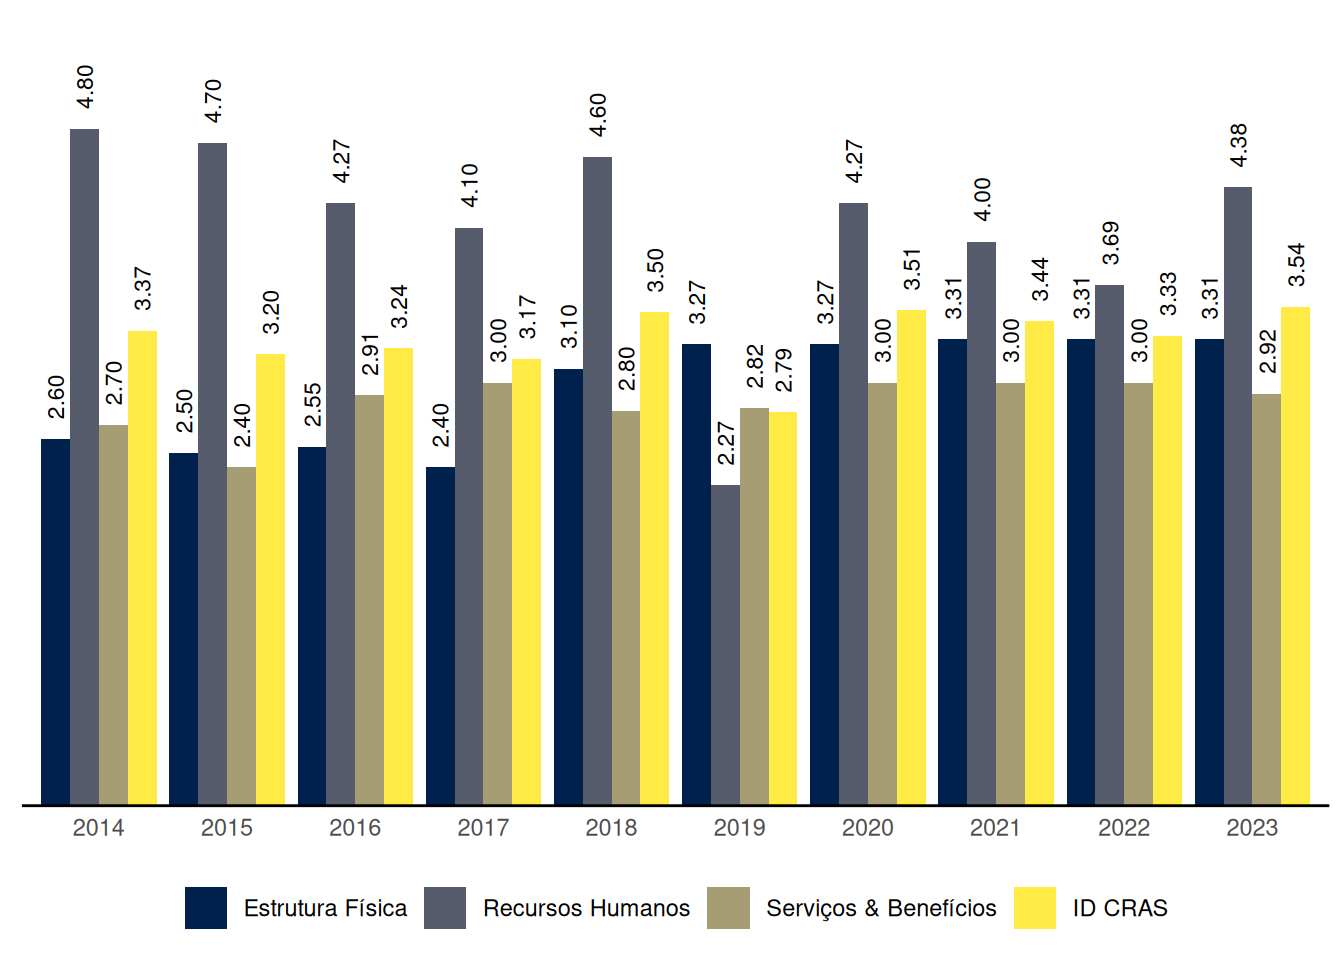 2.60 4.80 2.70 3.37
2.50 4.70 2.40 3.20
2.55 4.27 2.91 3.24
2.40 4.10 3.00 3.17
3.10 4.60 2.80 3.50
3.27 2.27 2.82 2.79
3.27 4.27 3.00 3.51
3.31 4.00 3.00 3.44
3.31 3.69 3.00 3.33
3.31 4.38 2.92 3.54
2014 2015 2016 2017 2018 2019 2020 2021 2022 2023
Estrutura Física Recursos Humanos Serviços & Benefícios ID CRAS